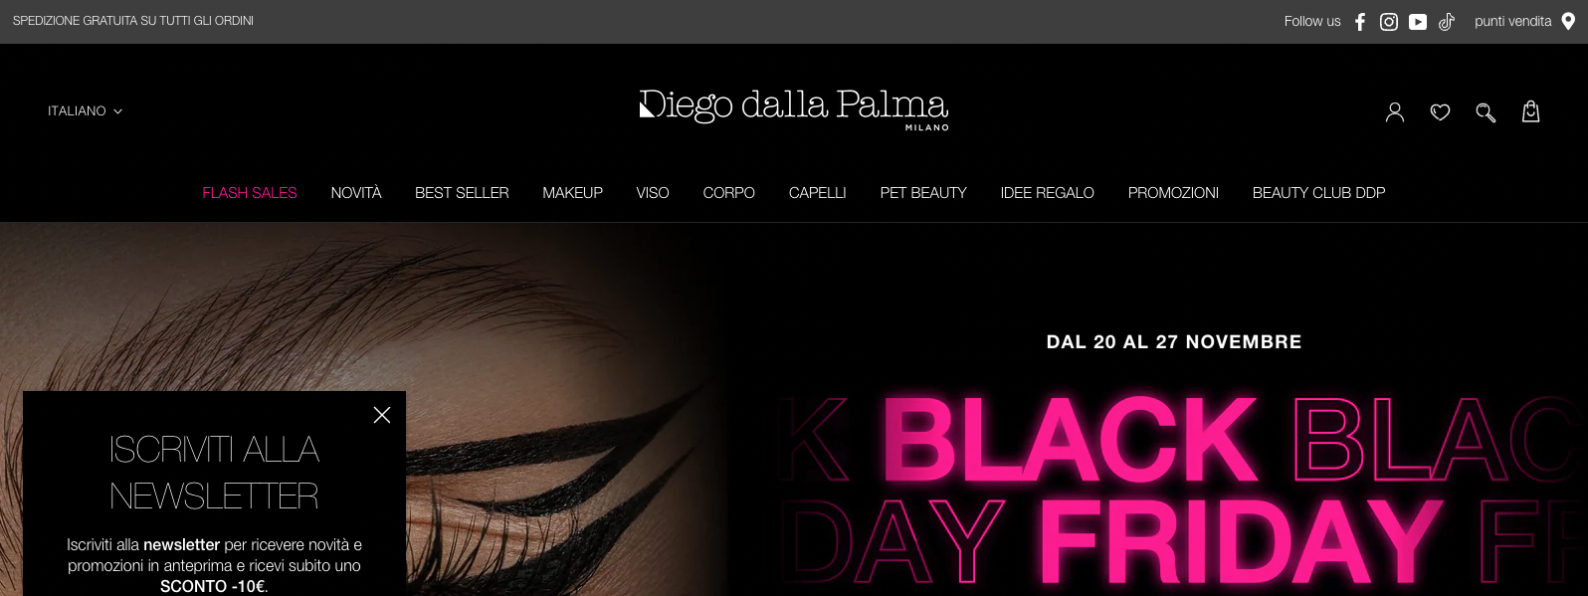 SPEDIZIONE GRATUITA SU TUTTI GLI ORDINI
Follow us
punti vendita
ITALIANO
Diego dalla Palma
MILANO
FLASH SALES NOVITÀ BEST SELLER MAKEUP VISO CORPO CAPELLI PET BEAUTY IDEE REGALO PROMOZIONI BEAUTY CLUB DDP
DAL 20 AL 27 NOVEMBRE
K BLACK BLAC
DAY FRIDAY FR
ISCRIVITI ALLA
NEWSLETTER
Iscriviti alla newsletter per ricevere novità e
promozioni in anteprima e ricevi subito uno
SCONTO -10€.